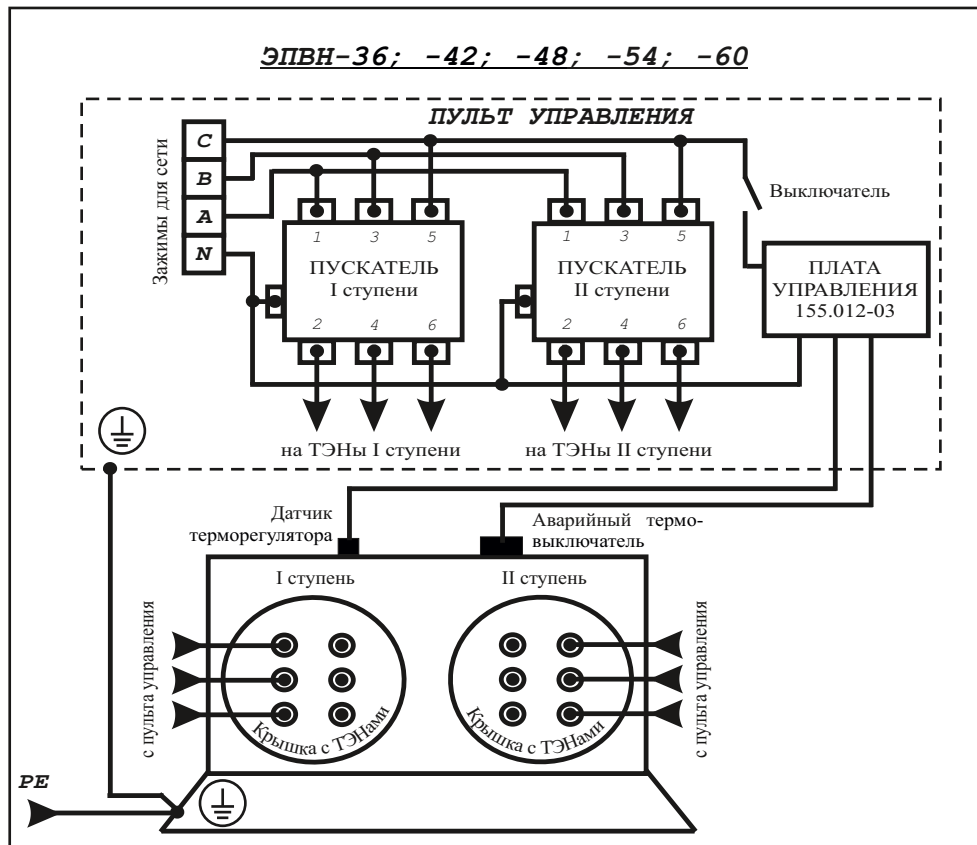 ЭПВН-36; -42; -48; -54; -60
ПУЛЬТ УПРАВЛЕНИЯ
Зажимы для сети
C
B
A
N
Выключатель
1 3 5
ПУСКАТЕЛЬ
I ступени
2 4 6
1 3 5
ПУСКАТЕЛЬ
II ступени
2 4 6
ПЛАТА
УПРАВЛЕНИЯ
155.012-03
на ТЭНы I ступени
на ТЭНы II ступени
Датчик
терморегулятора
Аварийный термо-
выключатель
I ступень
II ступень
с пульта управления
Крышка с ТЭНами
Крышка с ТЭНами
с пульта управления
PE